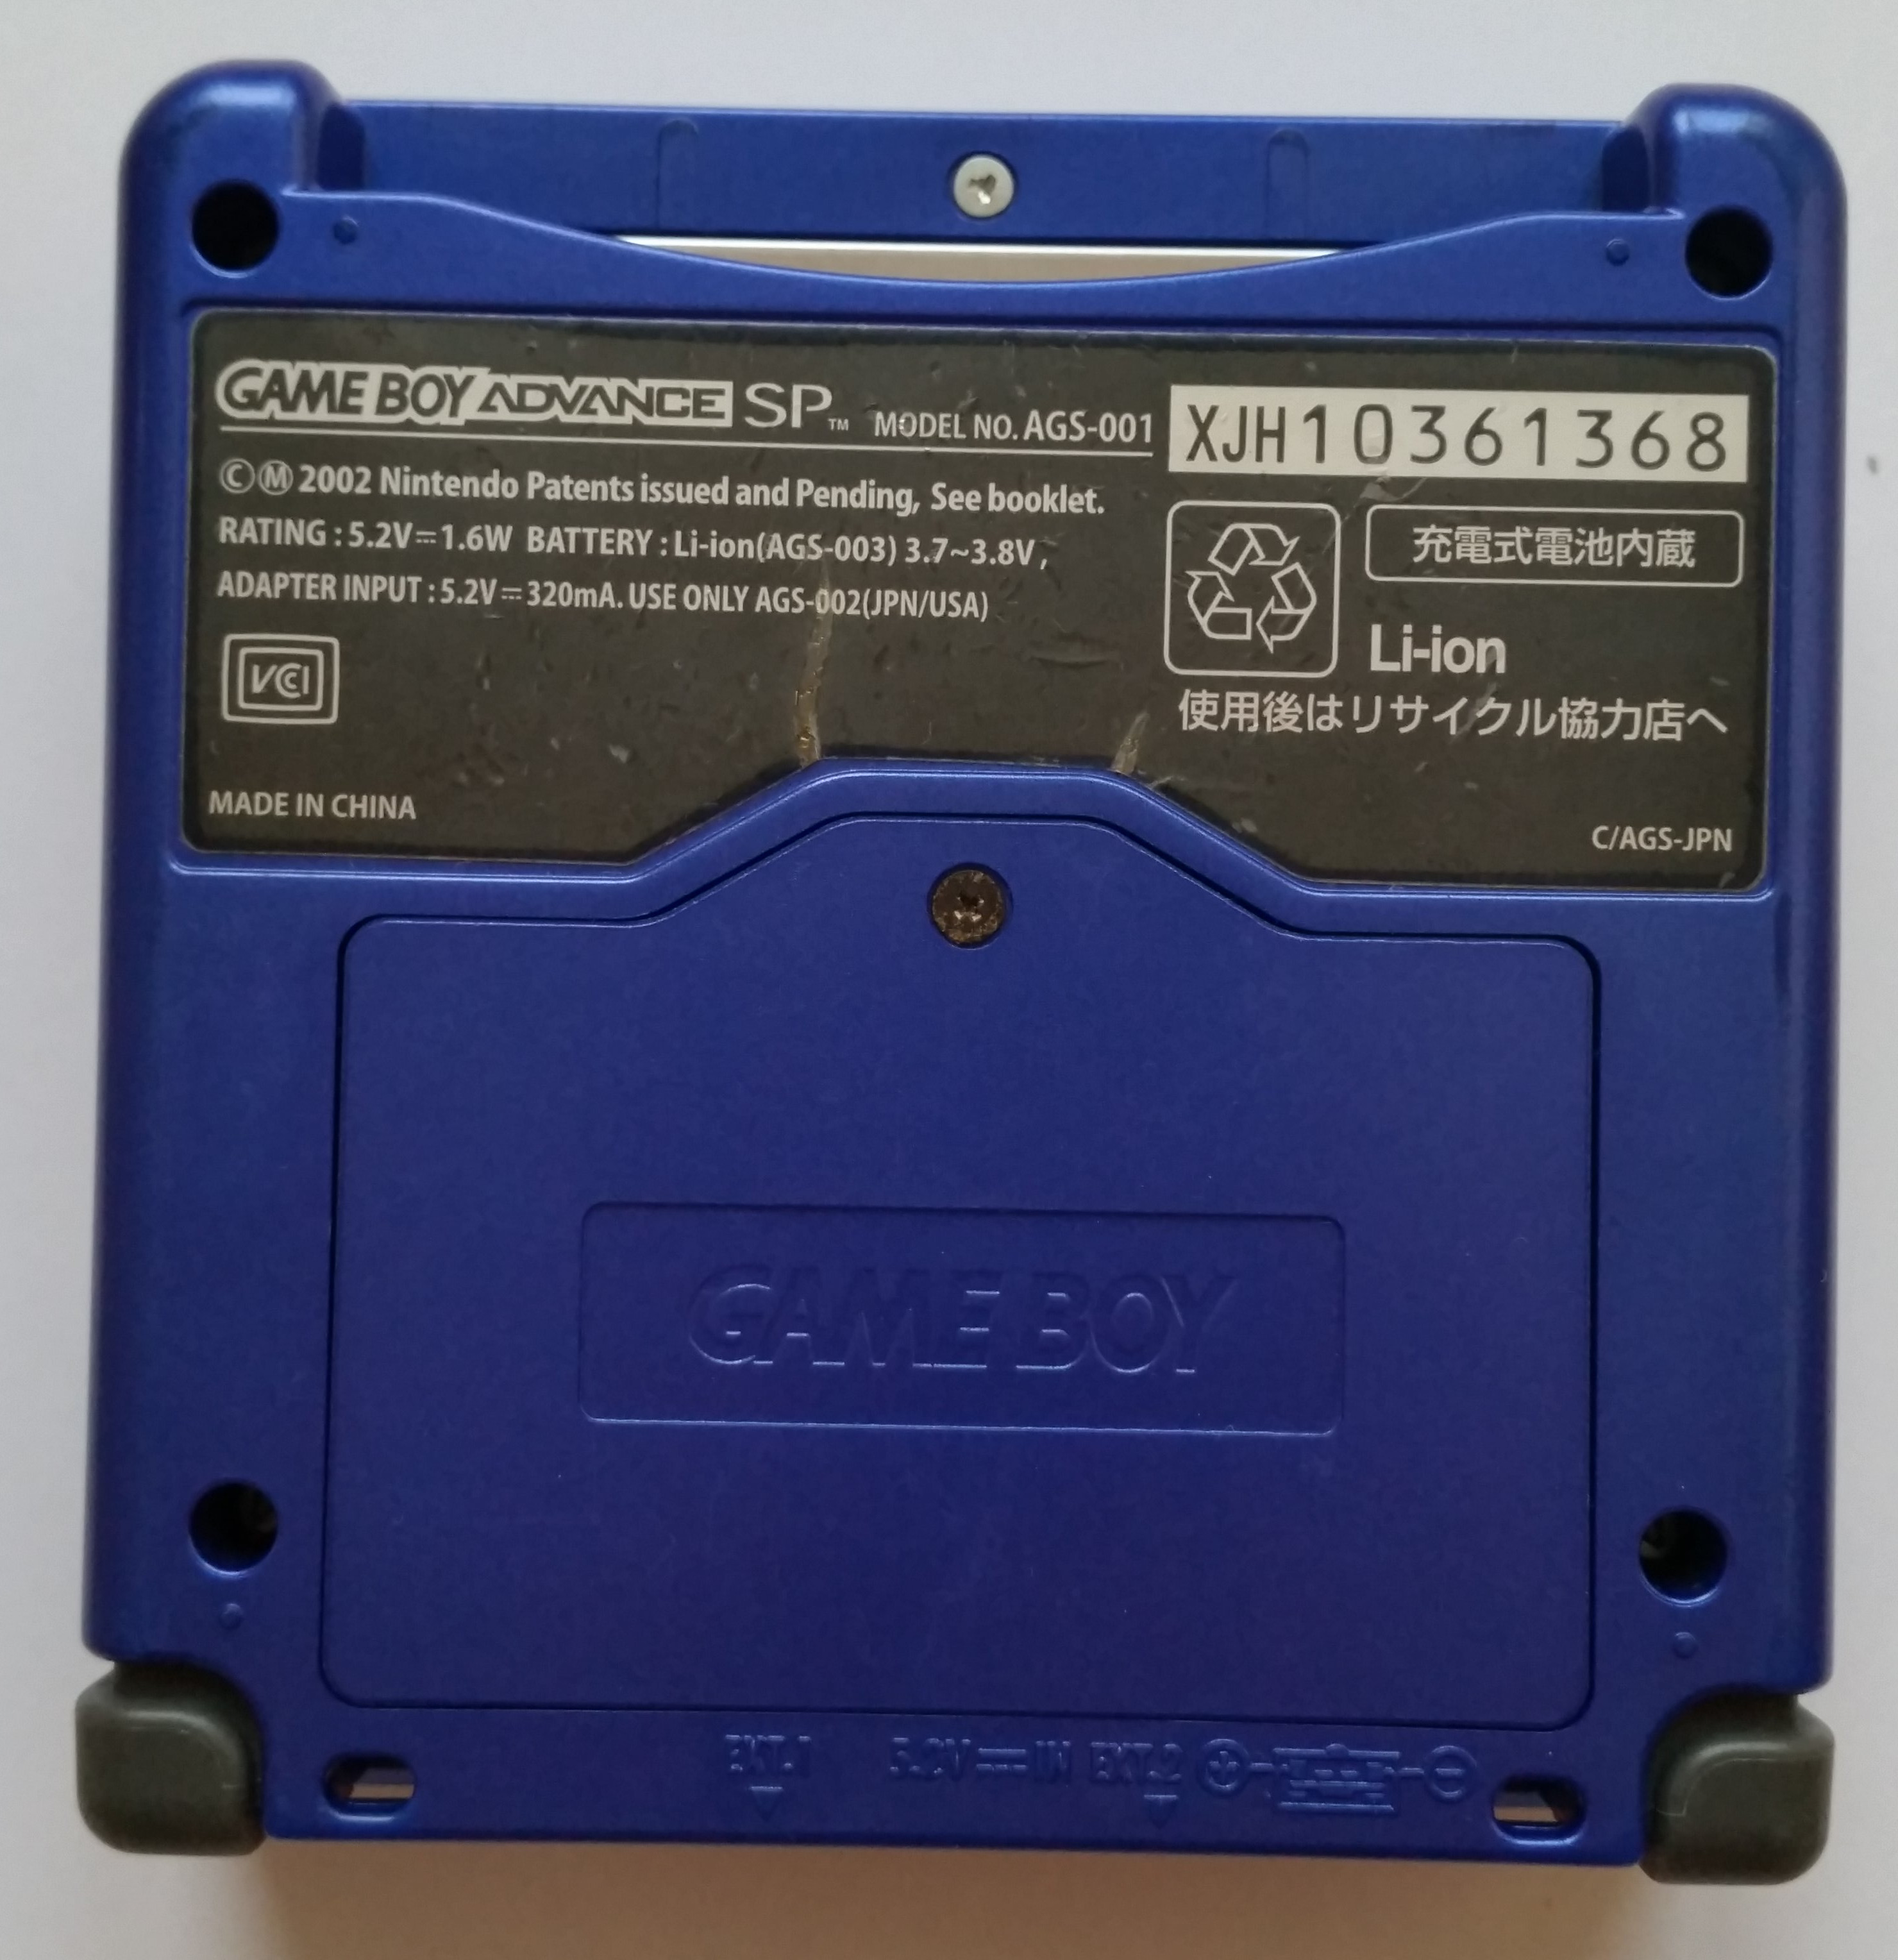 GAME BOY ADVANCE SP™ MODEL NO. AGS-001
XJH10361368
ⒸⓂ 2002 Nintendo Patents issued and Pending, See booklet.
RATING : 5.2V⎓1.6W BATTERY : Li-ion(AGS-003) 3.7~3.8V,
ADAPTER INPUT : 5.2V⎓320mA. USE ONLY AGS-002(JPN/USA)
VCCI
MADE IN CHINA
充電式電池内蔵
Li-ion
使用後はリサイクル協力店へ
C/AGS-JPN
GAME BOY
EXT.1 5.2V⎓IN EXT.2